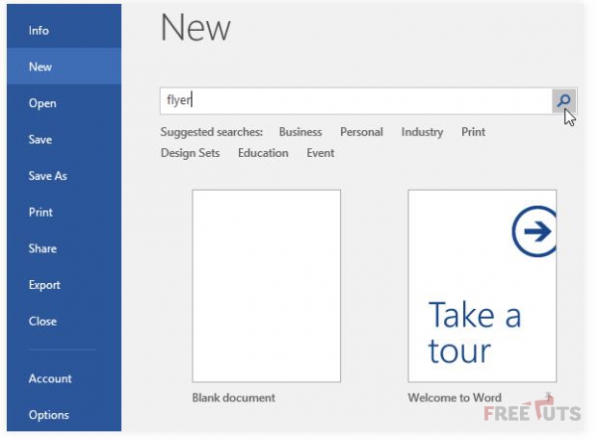 Info
New
Open
Save
Save As
Print
Share
Export
Close
Account
Options
New
flyer
Suggested searches: Business Personal Industry Print
Design Sets Education Event
Take a
tour
Blank document
Welcome to Word
FREETUTS